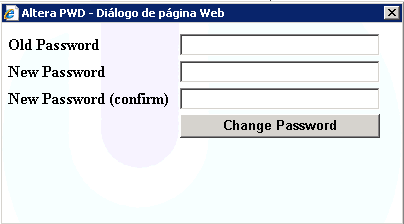 Altera PWD - Diálogo de página Web
Old Password
New Password
New Password (confirm)
Change Password